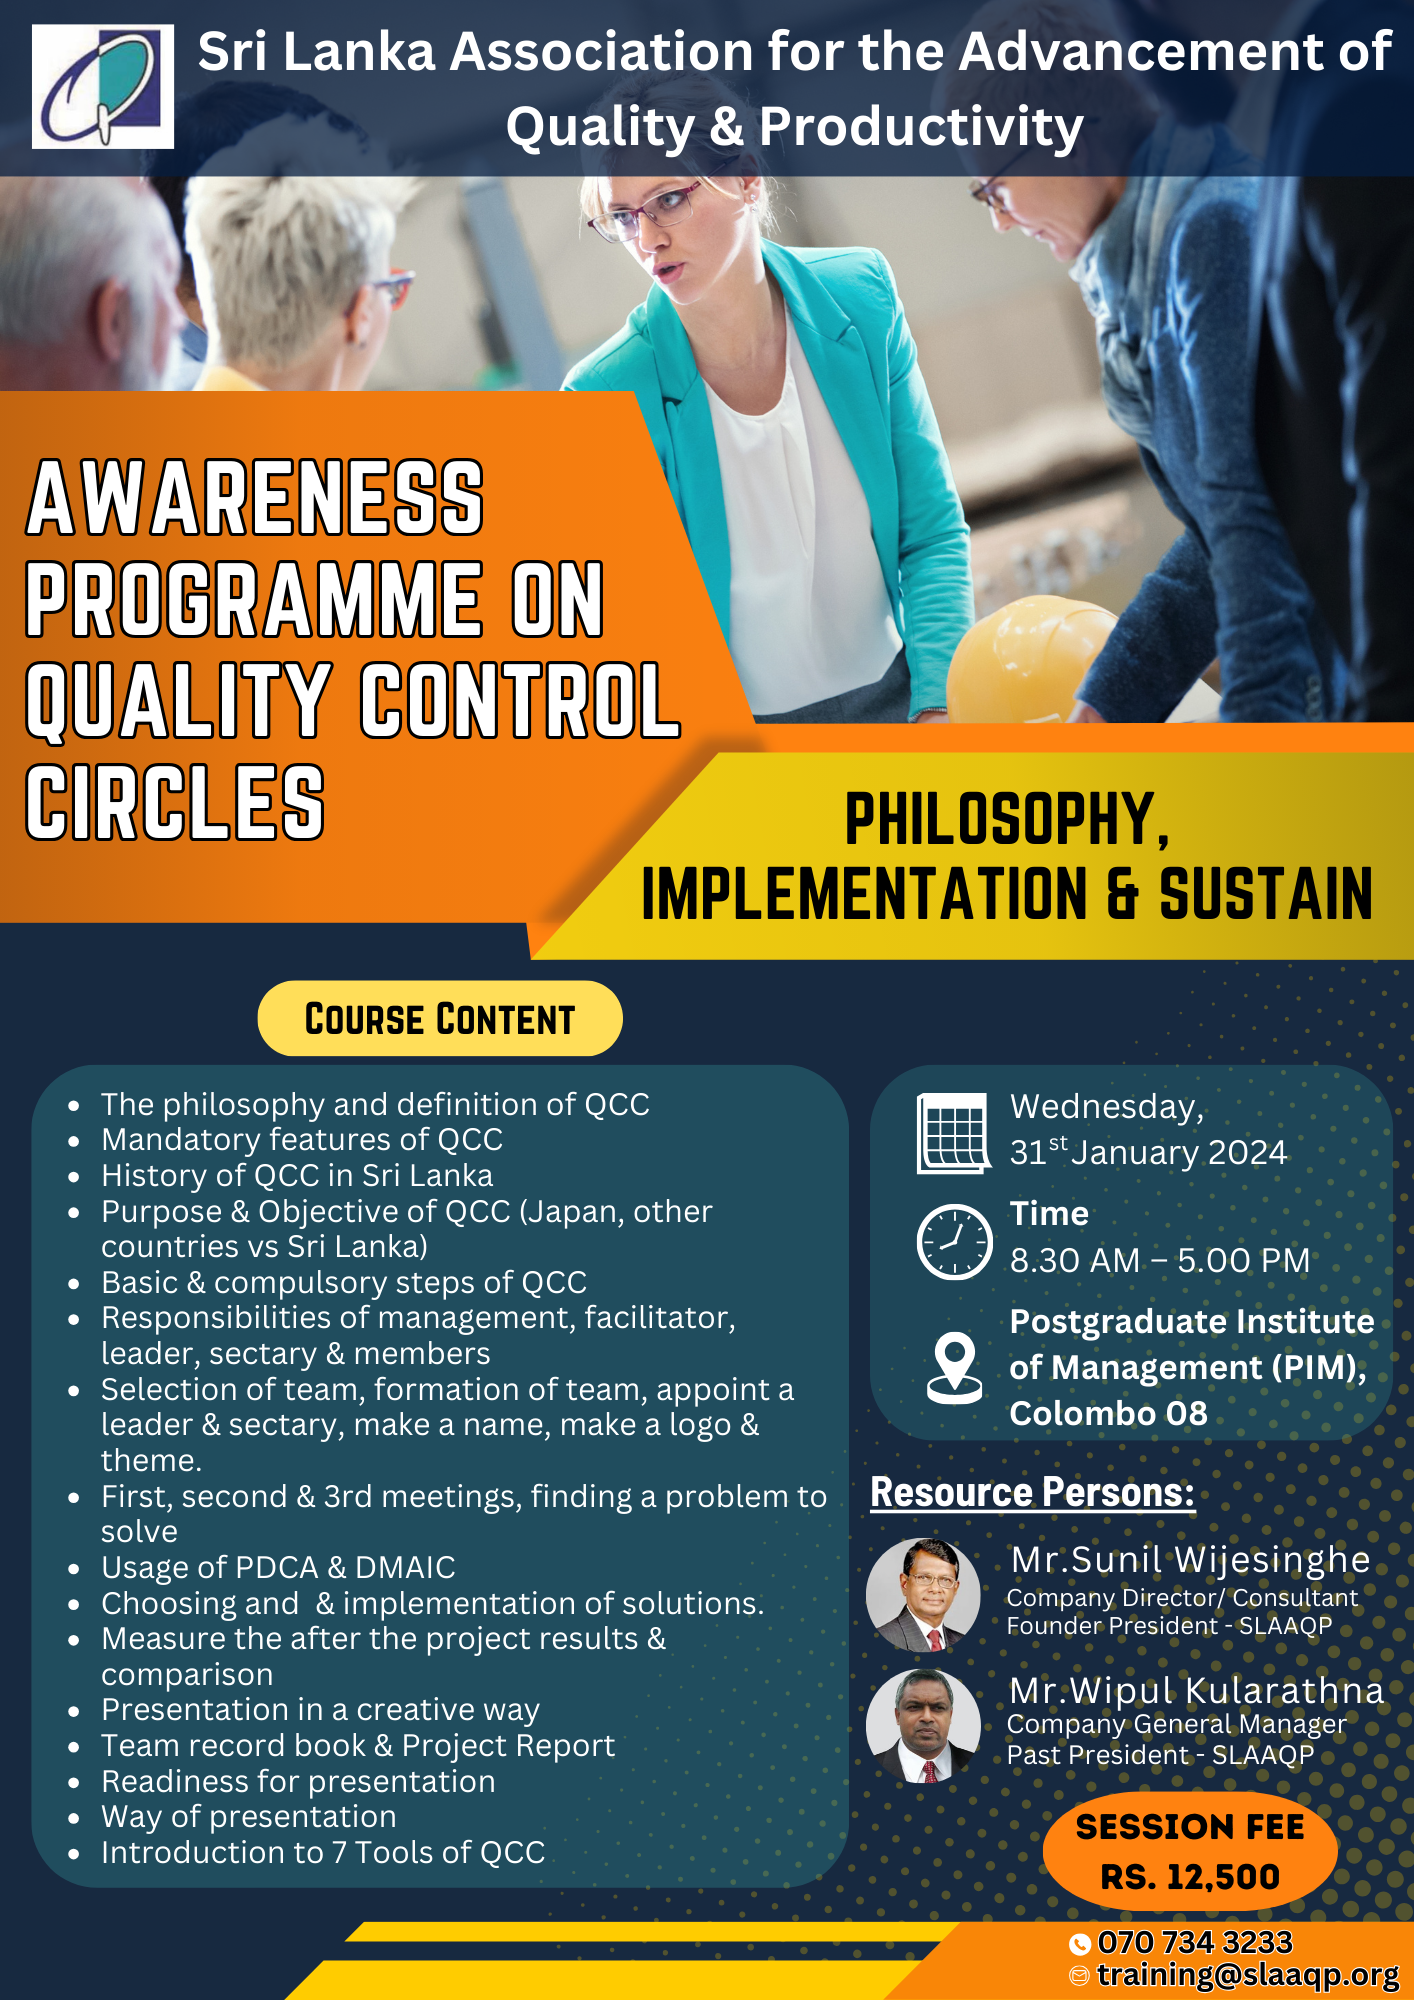 Sri Lanka Association for the Advancement of
Quality & Productivity
AWARENESS
PROGRAMME ON
QUALITY CONTROL
CIRCLES
PHILOSOPHY,
IMPLEMENTATION & SUSTAIN
COURSE CONTENT
• The philosophy and definition of QCC
• Mandatory features of QCC
• History of QCC in Sri Lanka
• Purpose & Objective of QCC (Japan, other
countries vs Sri Lanka)
• Basic & compulsory steps of QCC
• Responsibilities of management, facilitator,
leader, sectary & members
• Selection of team, formation of team, appoint a
leader & sectary, make a name, make a logo &
theme.
• First, second & 3rd meetings, finding a problem to
solve
• Usage of PDCA & DMAIC
• Choosing and  & implementation of solutions.
• Measure the after the project results &
comparison
• Presentation in a creative way
• Team record book & Project Report
• Readiness for presentation
• Way of presentation
• Introduction to 7 Tools of QCC
Wednesday,
31st January 2024
Time
8.30 AM – 5.00 PM
Postgraduate Institute
of Management (PIM),
Colombo 08
Resource Persons:
Mr.Sunil Wijesinghe
Company Director/ Consultant
Founder President - SLAAQP
Mr.Wipul Kularathna
Company General Manager
Past President - SLAAQP
SESSION FEE
RS. 12,500
070 734 3233
training@slaaqp.org